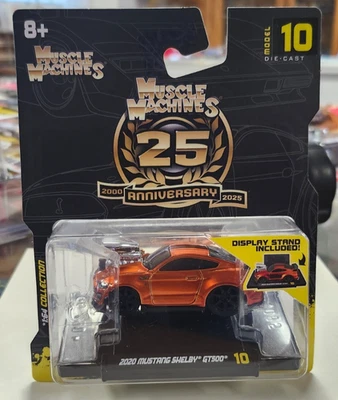 8+
MUSCLE
MACHINES
MODEL
10
DIE-CAST
MUSCLE
MACHINES
25
2000 ANNIVERSARY 2025
DISPLAY STAND
INCLUDED!
1:64 COLLECTION
2020 MUSTANG SHELBY® GT500® 10